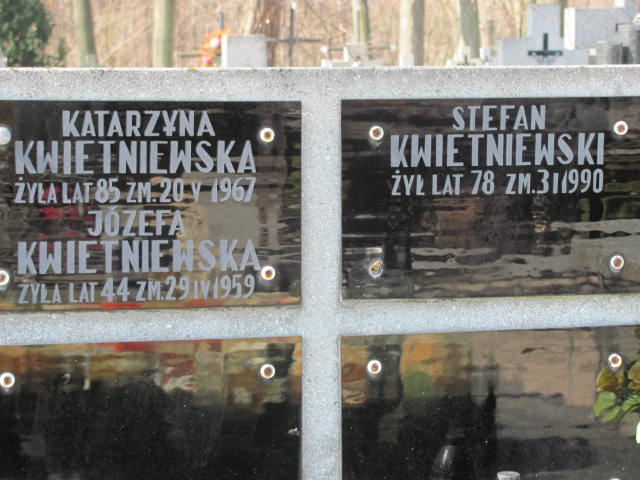 KATARZYNA
KWIETNIEWSKA
ŻYŁA LAT 85 ZM. 20 V 1967
JÓZEFA
KWIETNIEWSKA
ŻYŁA LAT 44 ZM. 29 IV 1959
STEFAN
KWIETNIEWSKI
ŻYŁ LAT 78 ZM. 3 I 1990